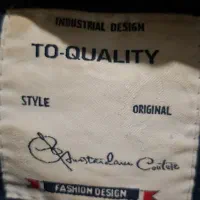 INDUSTRIAL DESIGN
TO-QUALITY
STYLE ORIGINAL
Amsterdam Couture
FASHION DESIGN